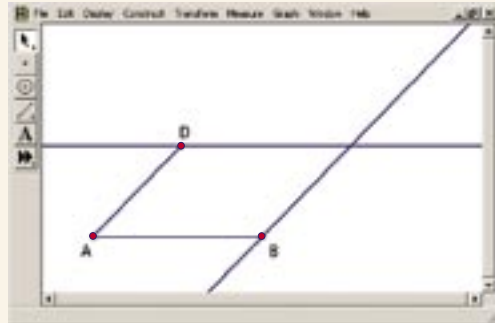 File Edit Display Construct Transform Measure Graph Window Help
A
D
A
B